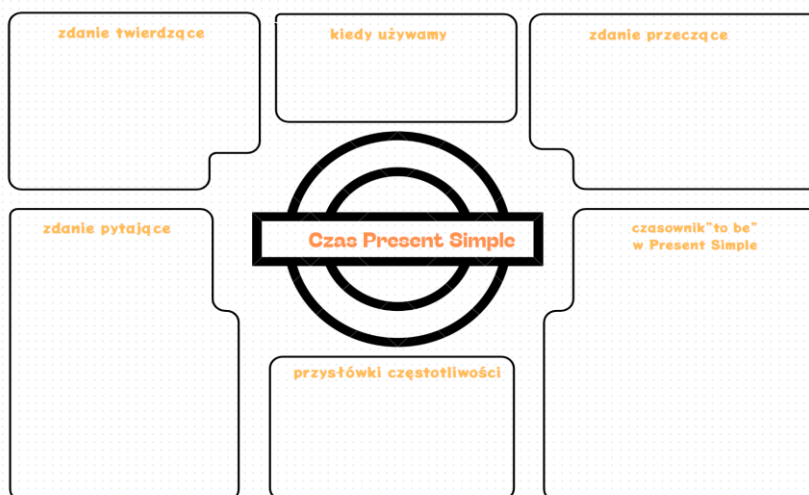 zdanie twierdzące
kiedy używamy
zdanie przeczące
zdanie pytające
Czas Present Simple
czasownik"to be"
w Present Simple
przysłówki częstotliwości